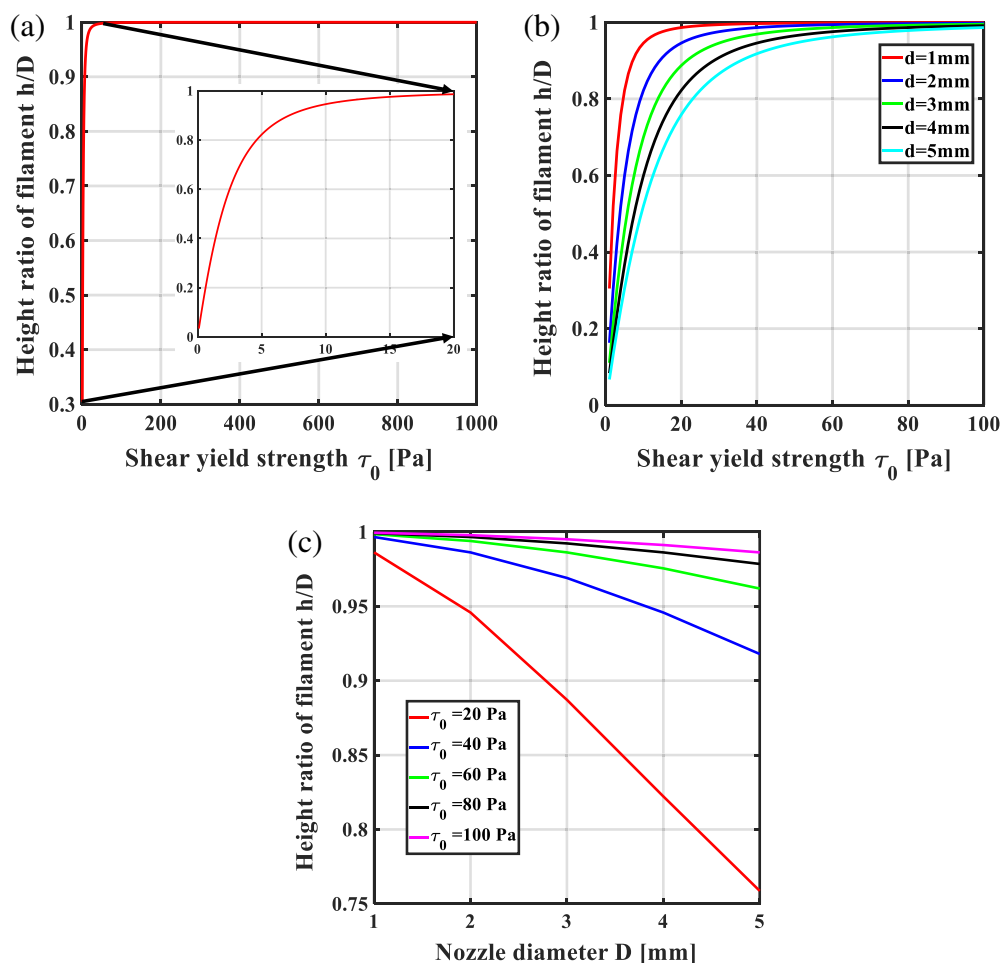 (a)
Height ratio of filament h/D
1
0.9
0.8
0.7
0.6
0.5
0.4
0.3
0 200 400 600 800 1000
Shear yield strength τ0 [Pa]
1
0.8
0.6
0.4
0.2
0
0 5 10 15 20
(b)
Height ratio of filament h/D
1
0.8
0.6
0.4
0.2
0
0 20 40 60 80 100
Shear yield strength τ0 [Pa]
d=1mm
d=2mm
d=3mm
d=4mm
d=5mm
(c)
Height ratio of filament h/D
1
0.95
0.9
0.85
0.8
0.75
1 2 3 4 5
Nozzle diameter D [mm]
τ0 =20 Pa
τ0 =40 Pa
τ0 =60 Pa
τ0 =80 Pa
τ0 =100 Pa